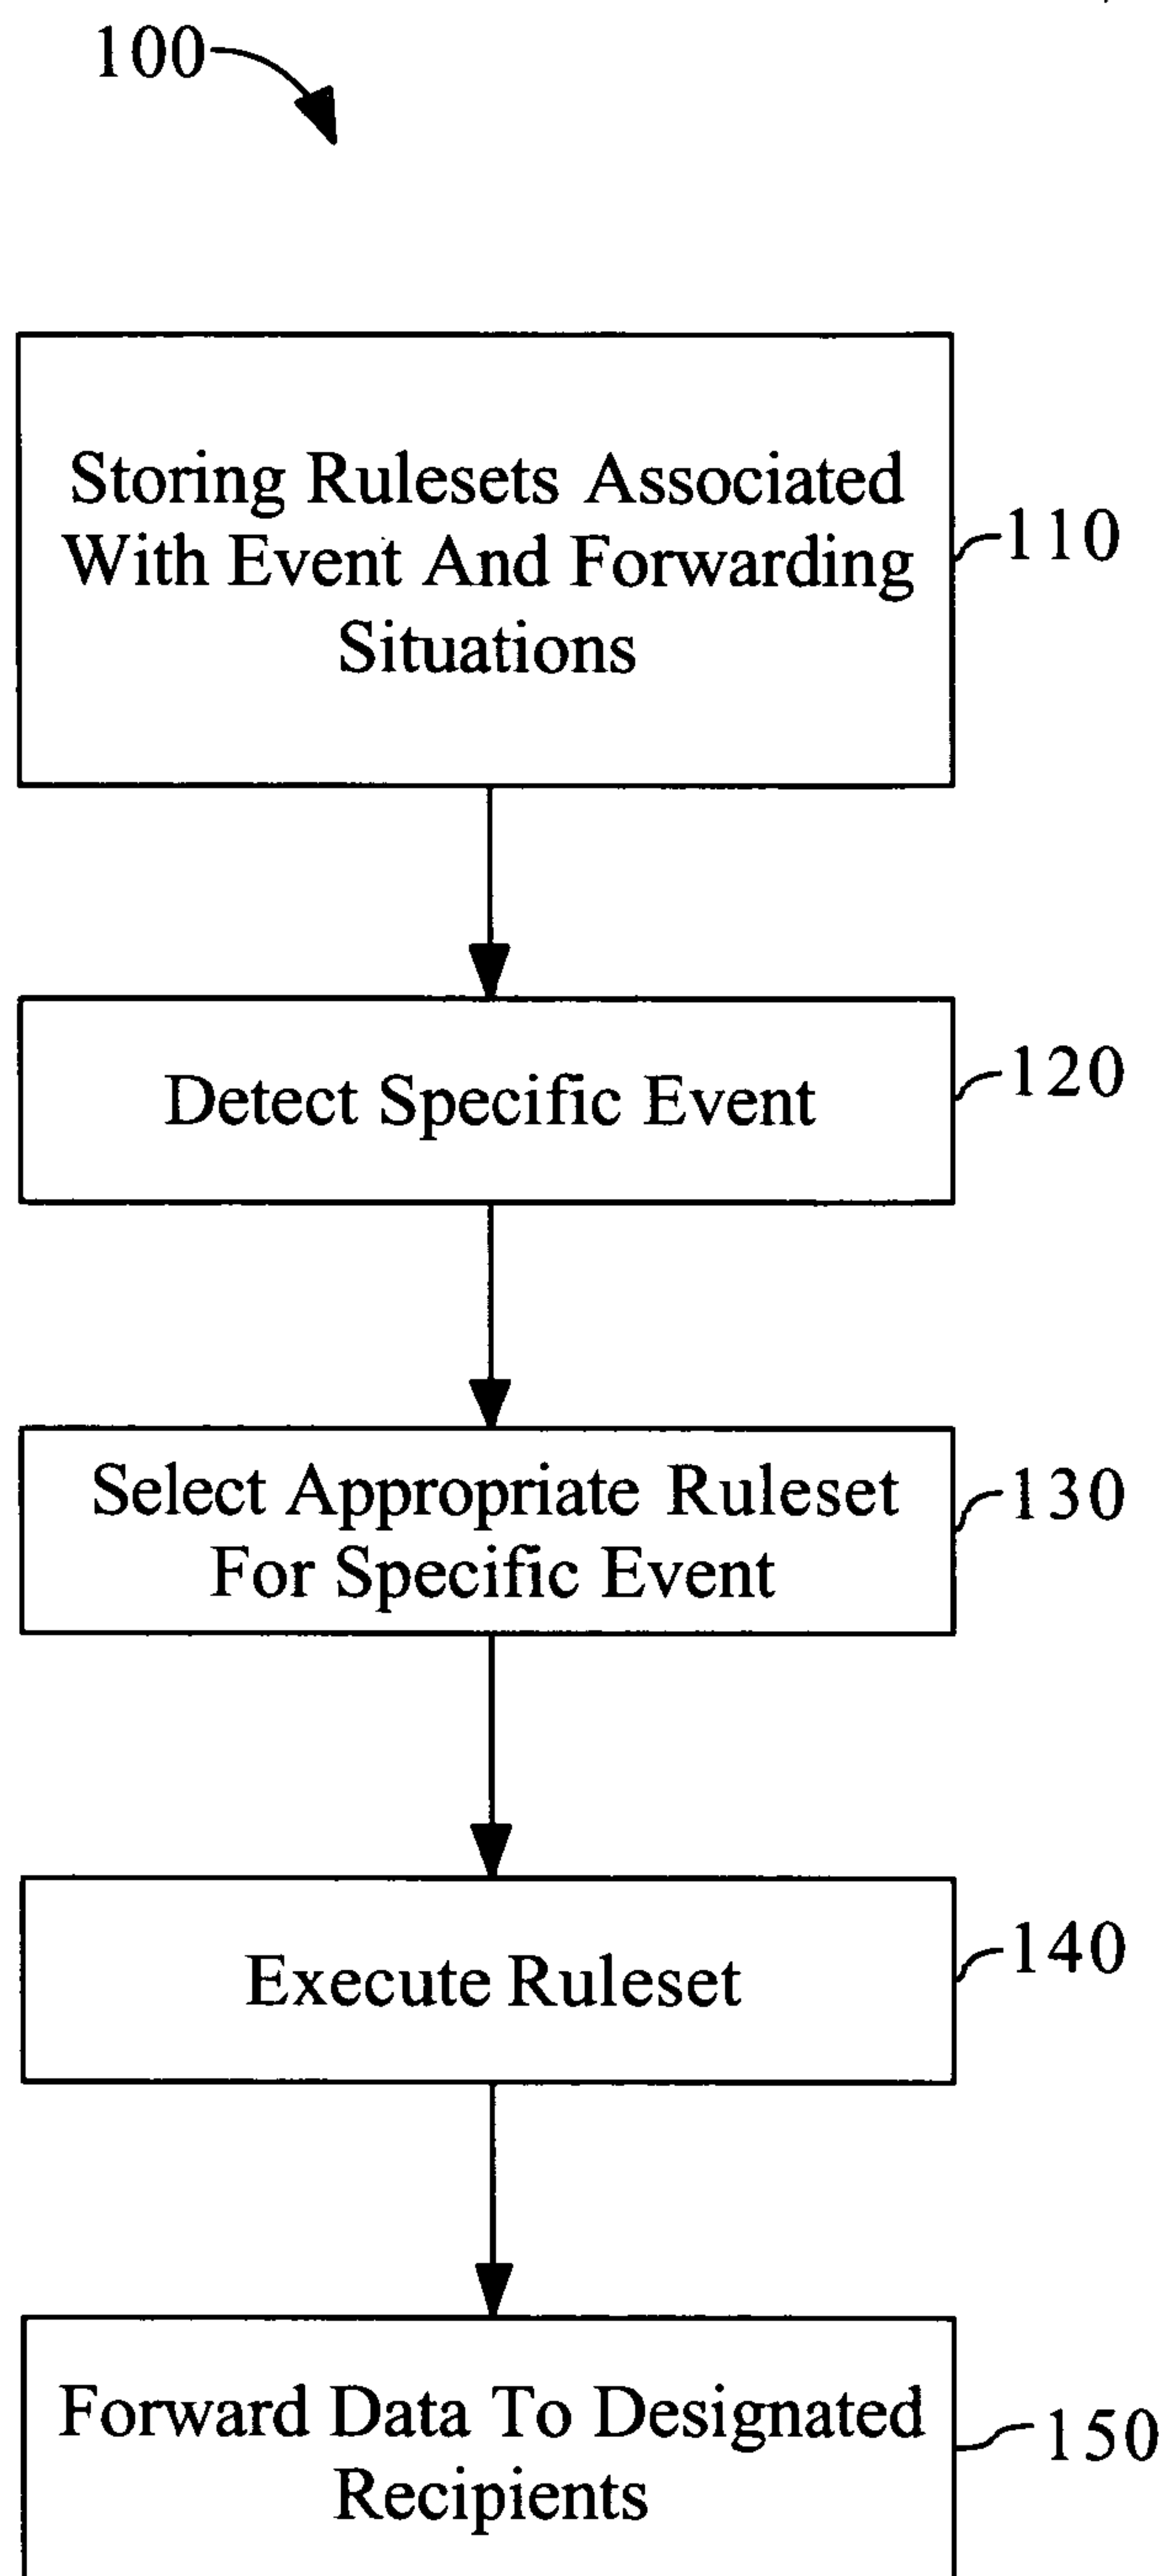 100
Storing Rulesets Associated
With Event And Forwarding
Situations
110
Detect Specific Event
120
Select Appropriate Ruleset
For Specific Event
130
Execute Ruleset
140
Forward Data To Designated
Recipients
150